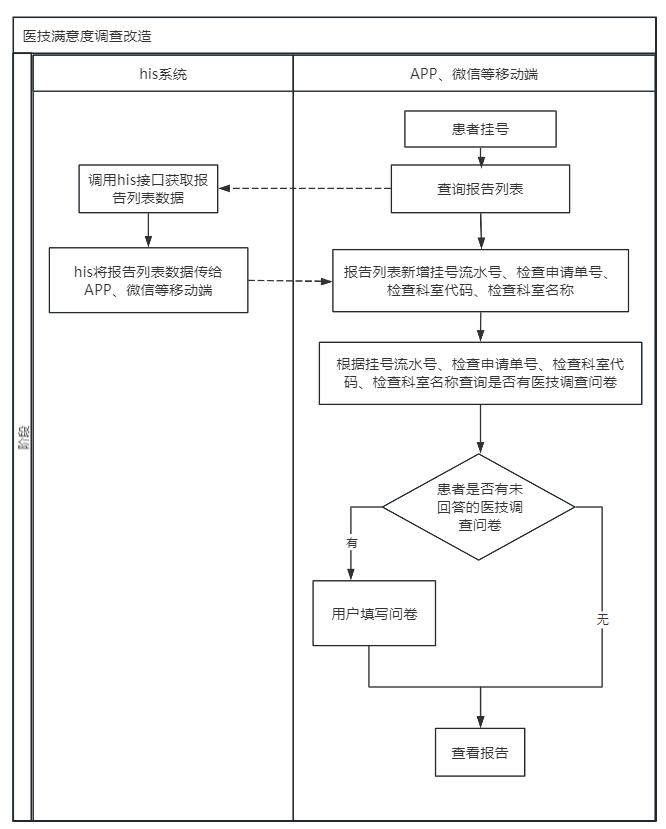 医技满意度调查改造
his系统
APP、微信等移动端
患者挂号
调用his接口获取报
告列表数据
查询报告列表
his将报告列表数据传给
APP、微信等移动端
报告列表新增挂号流水号、检查申请单号、
检查科室代码、检查科室名称
根据挂号流水号、检查申请单号、检查科室代
码、检查科室名称查询是否有医技调查问卷
阶段
患者是否有未
回答的医技调
查问卷
有
用户填写问卷
无
查看报告